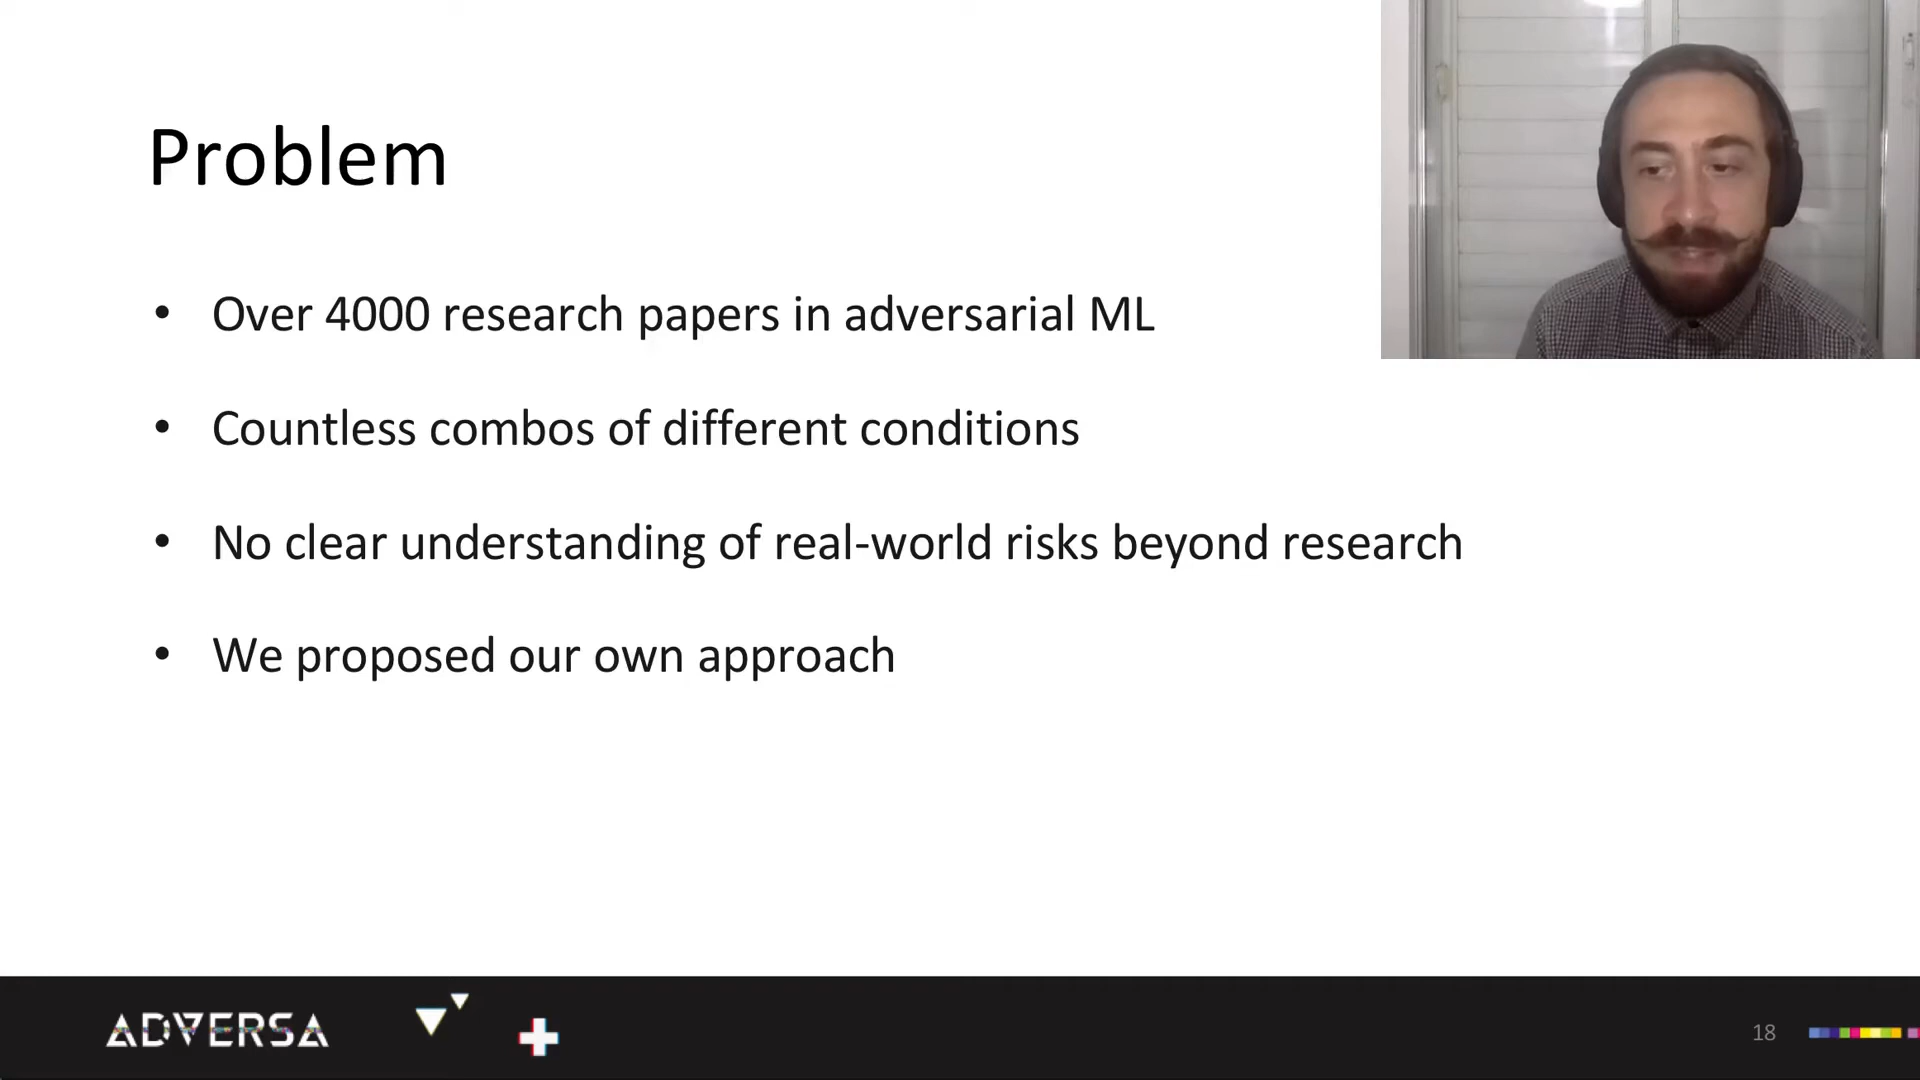 Problem
• Over 4000 research papers in adversarial ML
• Countless combos of different conditions
• No clear understanding of real-world risks beyond research
• We proposed our own approach
ADVERSA
18